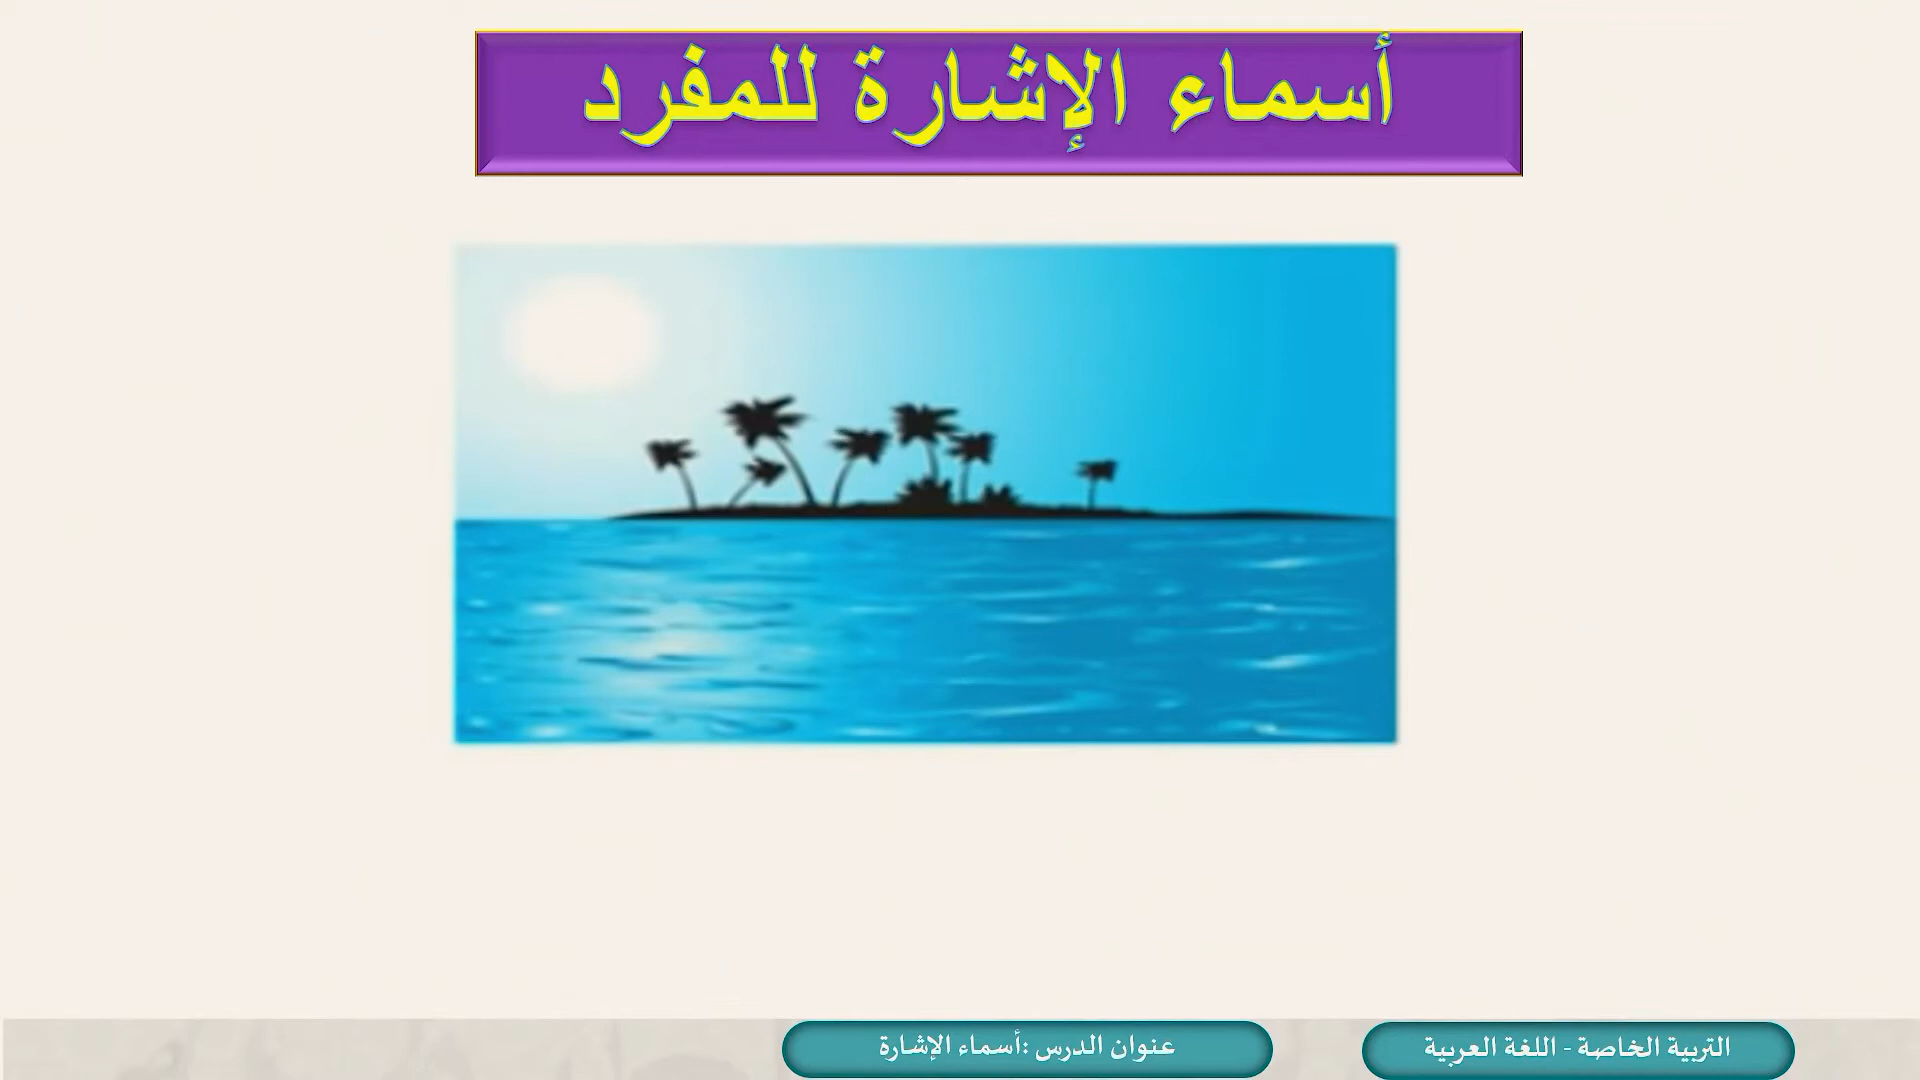 أسماء الإشارة للمفرد
التربية الخاصة - اللغة العربية
عنوان الدرس :أسماء الإشارة